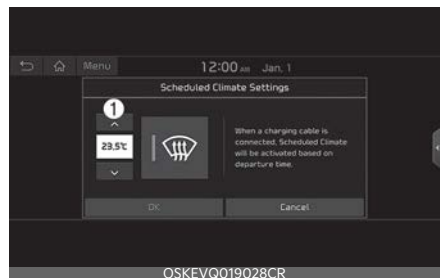 Menu
12:00 AM Jan. 1
Scheduled Climate Settings
1
23.5℃
When a charging cable is
connected, Scheduled Climate
will be activated based on
departure time.
OK
Cancel
OSKEVQ019028CR